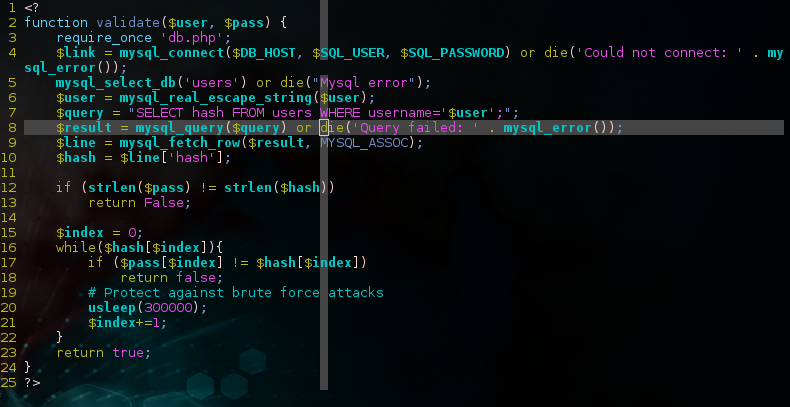 1 <?
2 function validate($user, $pass) {
3     require_once 'db.php';
4     $link = mysql_connect($DB_HOST, $SQL_USER, $SQL_PASSWORD) or die('Could not connect: ' . my
sql_error());
5     mysql_select_db('users') or die("Mysql error");
6     $user = mysql_real_escape_string($user);
7     $query = "SELECT hash FROM users WHERE username='$user';";
8     $result = mysql_query($query) or die('Query failed: ' . mysql_error());
9     $line = mysql_fetch_row($result, MYSQL_ASSOC);
10     $hash = $line['hash'];
11
12     if (strlen($pass) != strlen($hash))
13         return False;
14
15     $index = 0;
16     while($hash[$index]){
17         if ($pass[$index] != $hash[$index])
18             return false;
19         # Protect against brute force attacks
20         usleep(300000);
21         $index+=1;
22     }
23     return true;
24 }
25 ?>